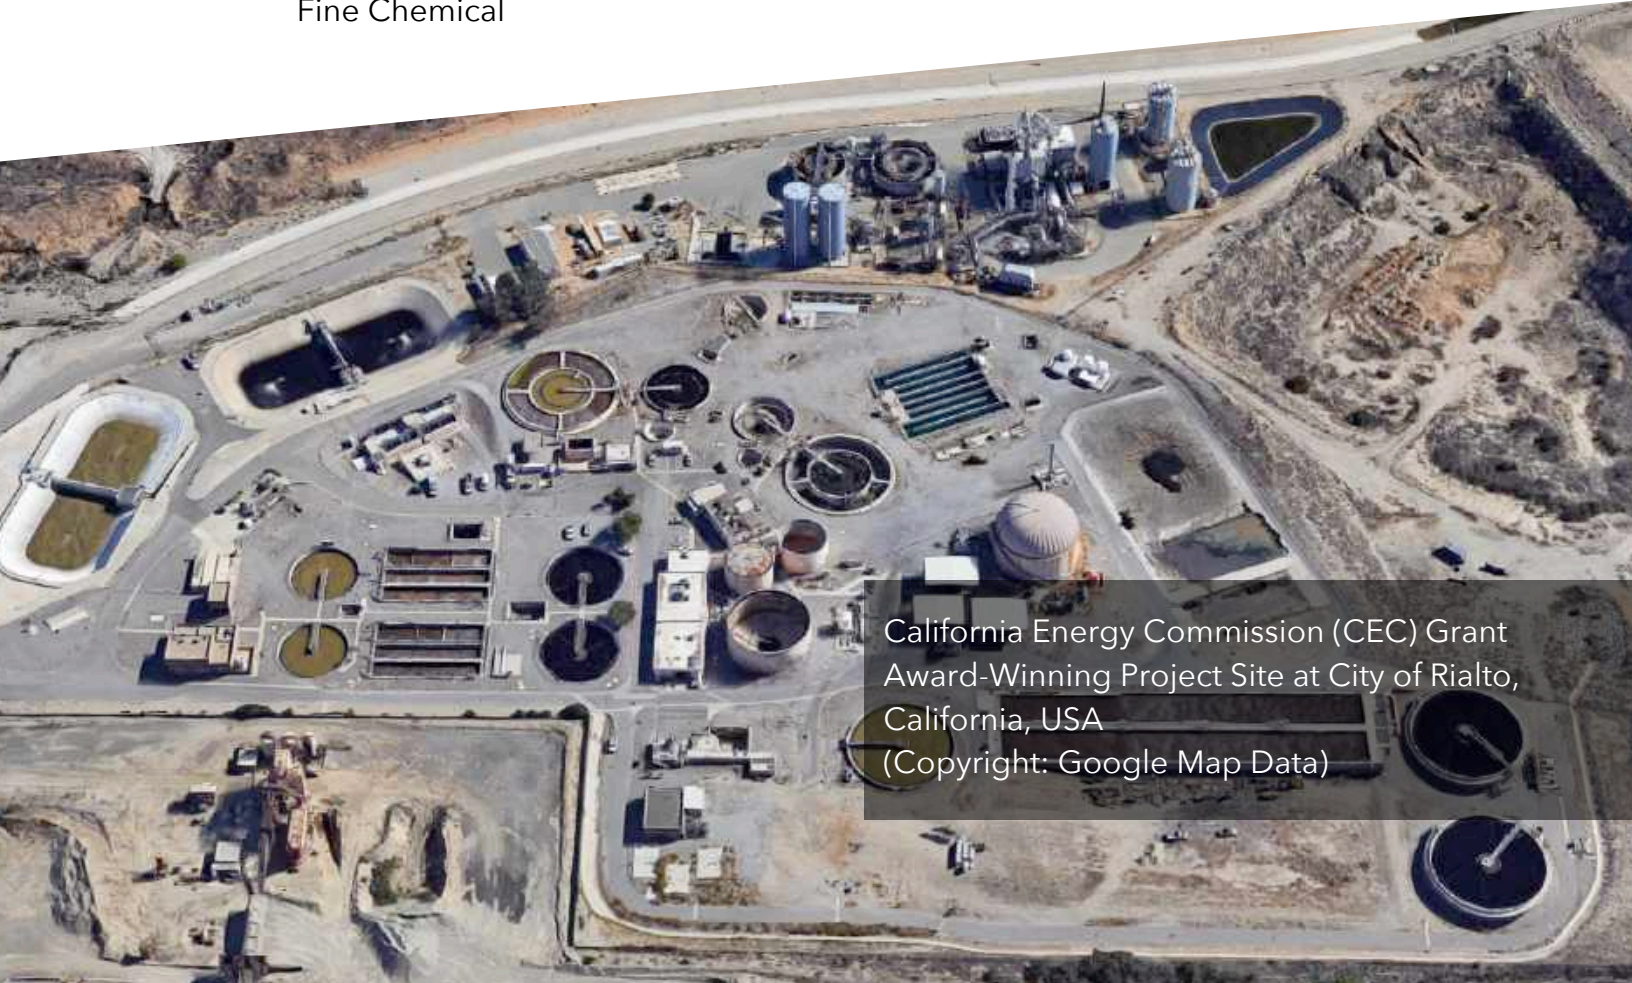 Fine Chemical
California Energy Commission (CEC) Grant
Award-Winning Project Site at City of Rialto,
California, USA
(Copyright: Google Map Data)